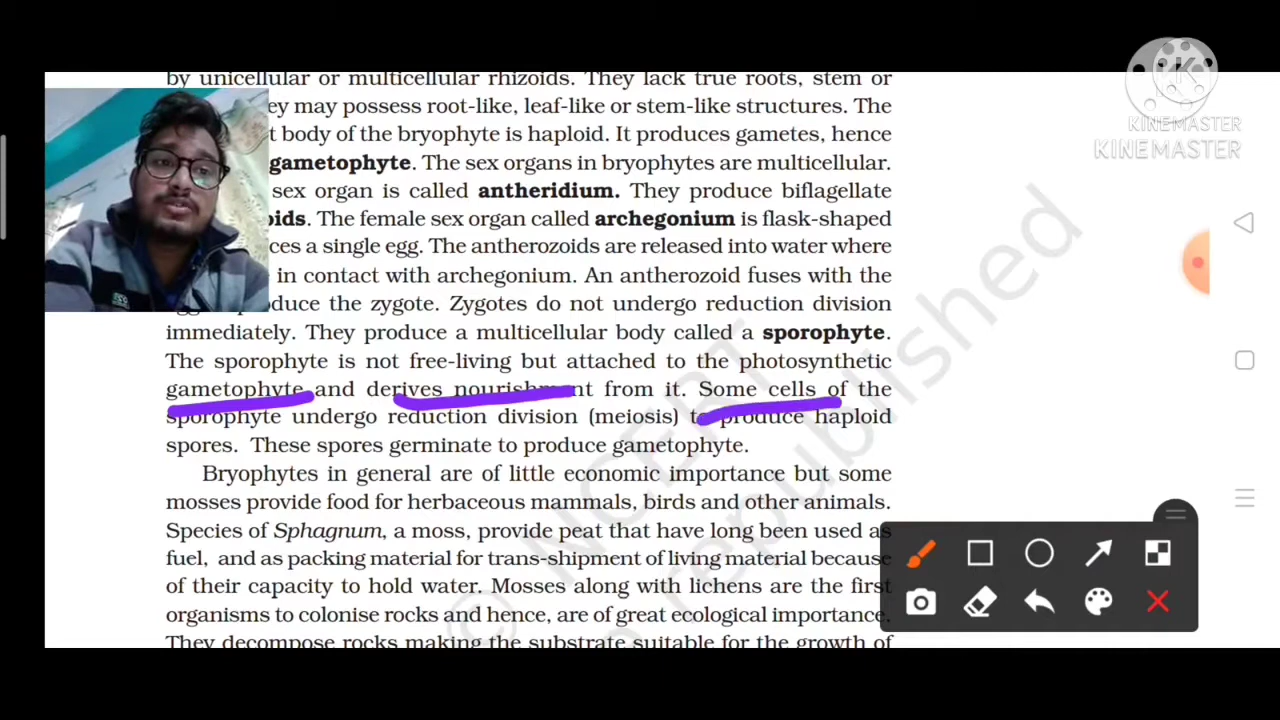 by unicellular or multicellular rhizoids. They lack true roots, stem or
ey may possess root-like, leaf-like or stem-like structures. The
t body of the bryophyte is haploid. It produces gametes, hence
gametophyte. The sex organs in bryophytes are multicellular.
sex organ is called antheridium. They produce biflagellate
oids. The female sex organ called archegonium is flask-shaped
ces a single egg. The antherozoids are released into water where
in contact with archegonium. An antherozoid fuses with the
oduce the zygote. Zygotes do not undergo reduction division
immediately. They produce a multicellular body called a sporophyte.
The sporophyte is not free-living but attached to the photosynthetic
gametophyte and derives nourishment from it. Some cells of the
sporophyte undergo reduction division (meiosis) to produce haploid
spores. These spores germinate to produce gametophyte.
Bryophytes in general are of little economic importance but some
mosses provide food for herbaceous mammals, birds and other animals.
Species of Sphagnum, a moss, provide peat that have long been used as
fuel, and as packing material for trans-shipment of living material because
of their capacity to hold water. Mosses along with lichens are the first
organisms to colonise rocks and hence, are of great ecological importance.
They decompose rocks making the substrate suitable for the growth of
© NCERT
republished
KINEMASTER
KINEMASTER